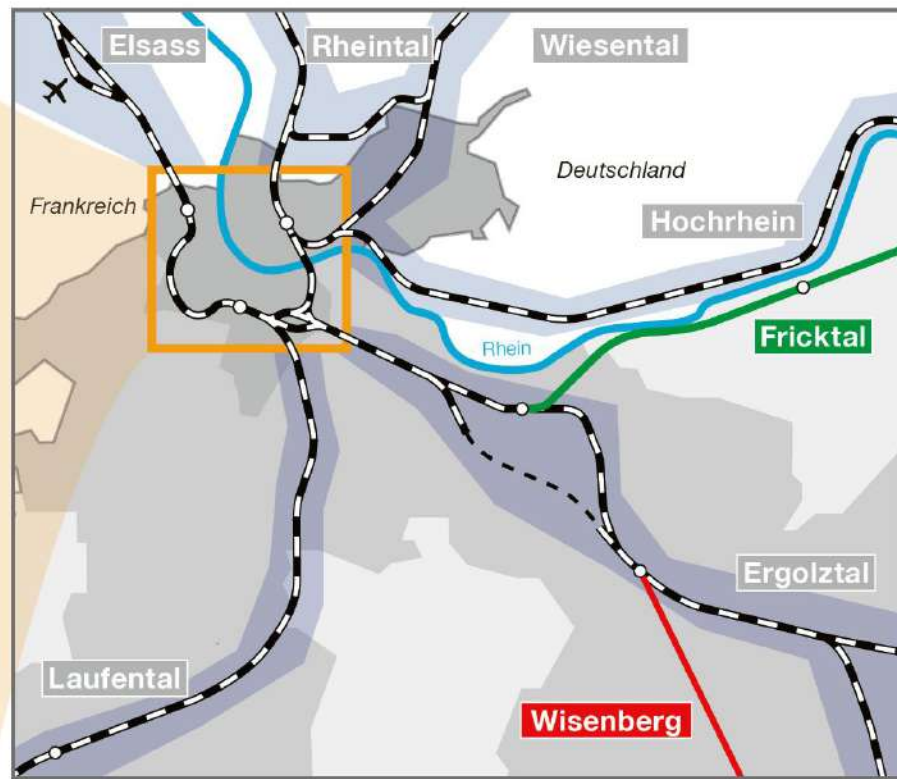 Elsass
Rheintal
Wiesental
Frankreich
Deutschland
Hochrhein
Rhein
Fricktal
Ergolztal
Laufental
Wisenberg